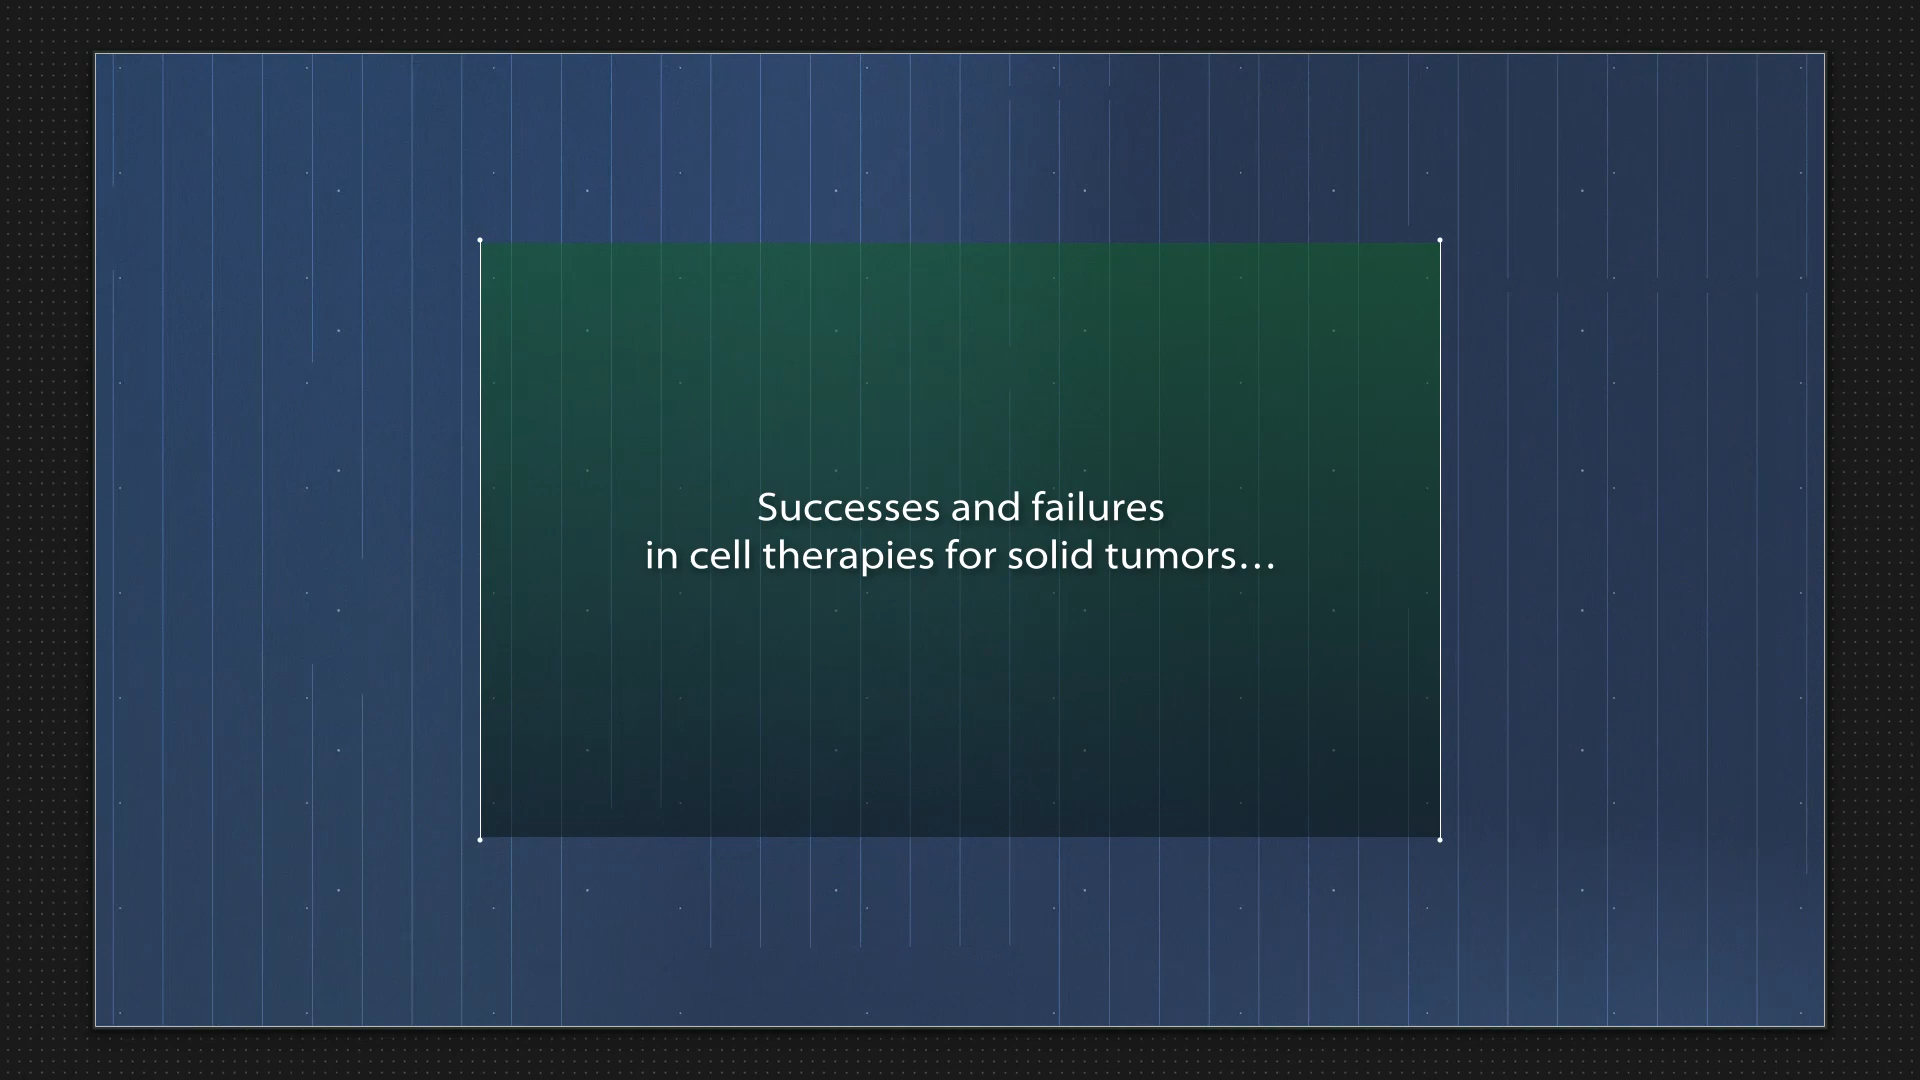 Successes and failures
in cell therapies for solid tumors…